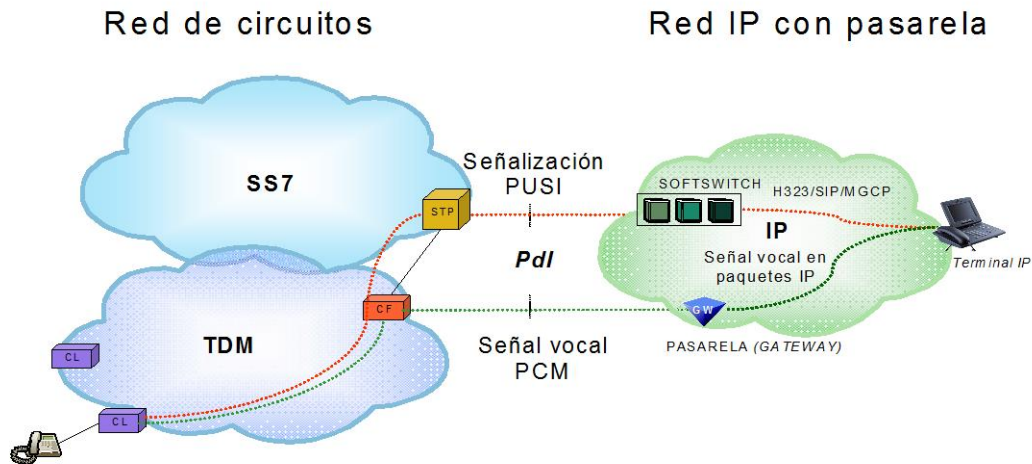 Red de circuitos
Red IP con pasarela
SS7
STP
Señalización
PUSI
SOFTSWITCH
H323/SIP/MGCP
IP
Señal vocal en
paquetes IP
Terminal IP
PdI
TDM
CF
CL
CL
Señal vocal
PCM
GW
PASARELA (GATEWAY)